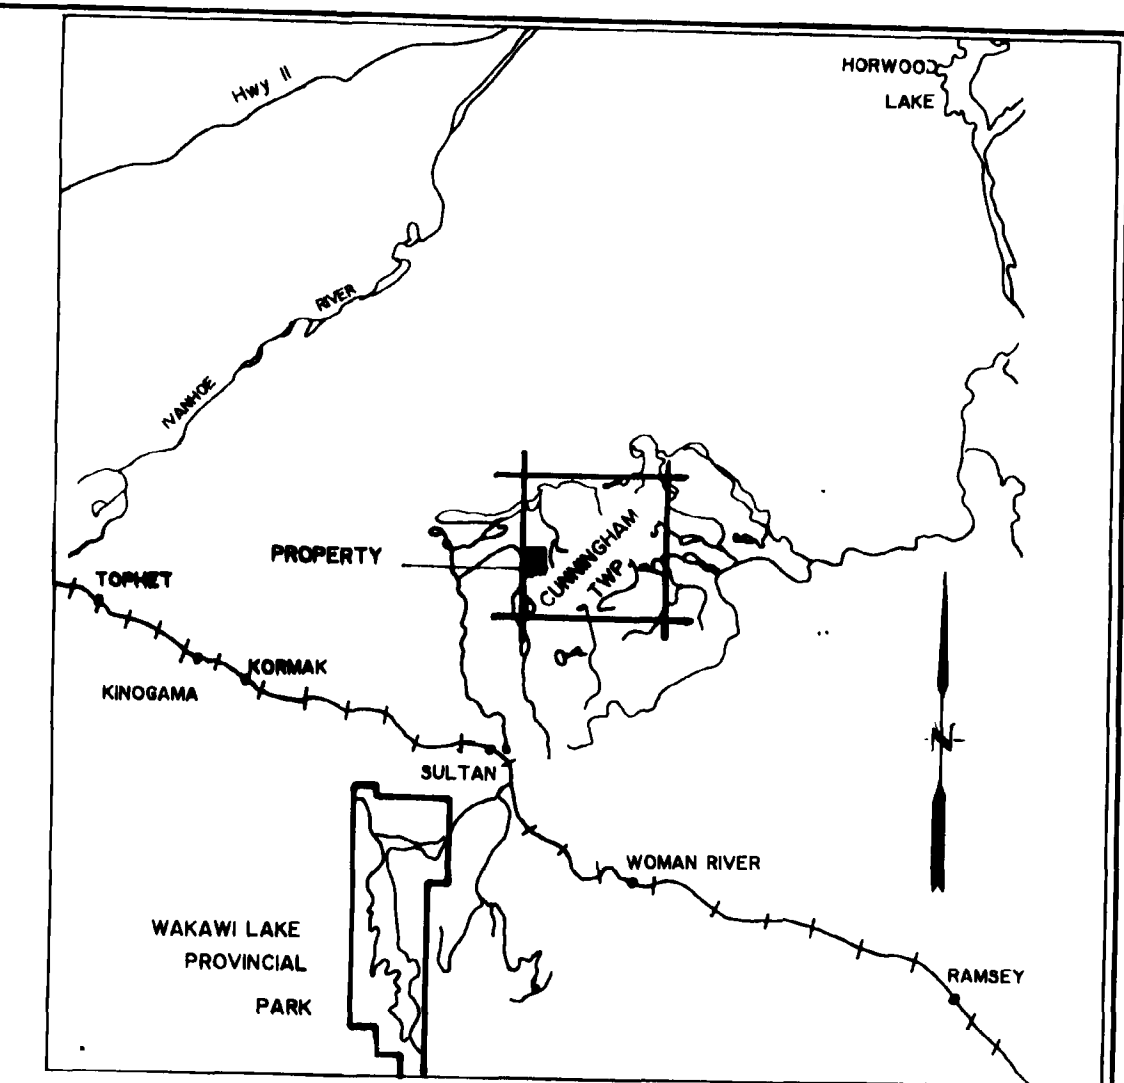 HORWOOD
LAKE
Hwy 11
RIVER
IVANHOE
PROPERTY
CUNNINGHAM
TWP.
TOPHET
KORMAK
KINOGAMA
SULTAN
N
WOMAN RIVER
WAKAWI LAKE
PROVINCIAL
PARK
RAMSEY